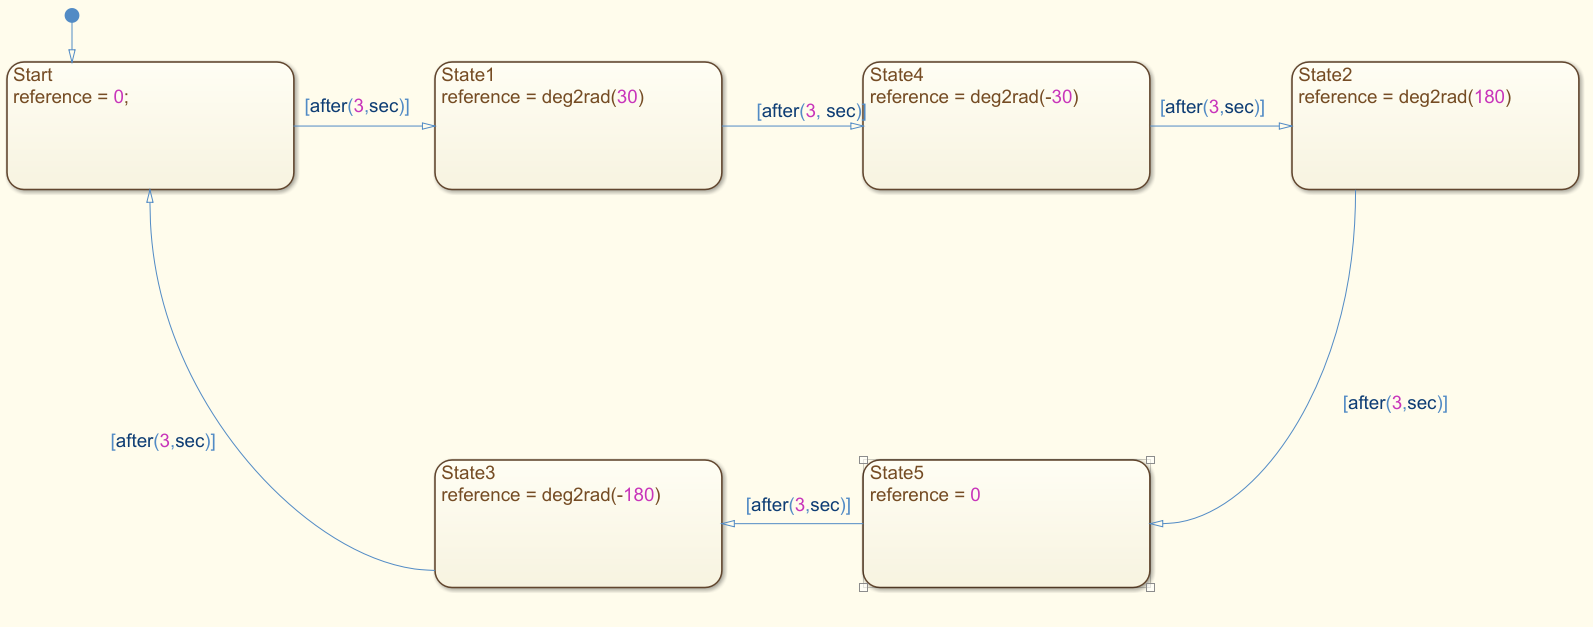 Start
reference = 0;
[after(3,sec)]
State1
reference = deg2rad(30)
[after(3, sec)]
State4
reference = deg2rad(-30)
[after(3,sec)]
State2
reference = deg2rad(180)
[after(3,sec)]
[after(3,sec)]
State3
reference = deg2rad(-180)
[after(3,sec)]
State5
reference = 0